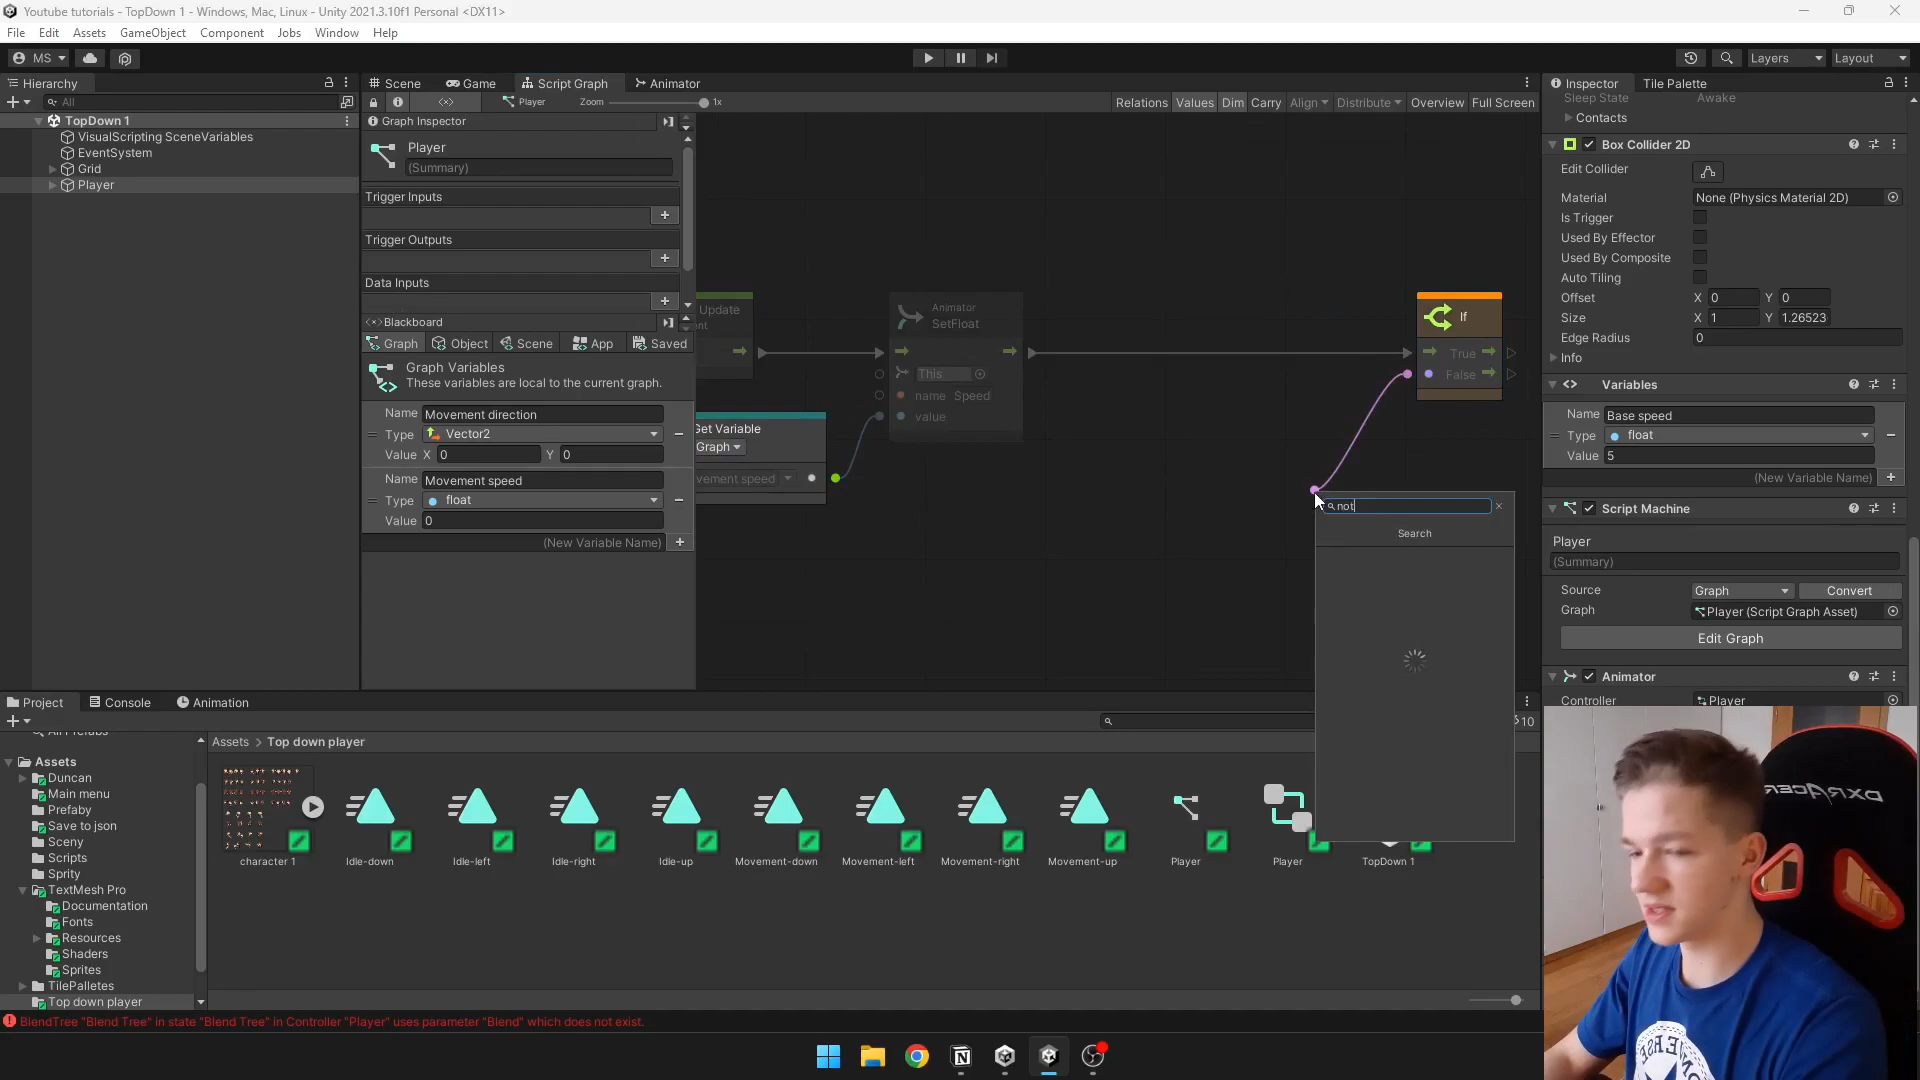 Youtube tutorials - TopDown 1 - Windows, Mac, Linux - Unity 2021.3.10f1 Personal <DX11>
File Edit Assets GameObject Component Jobs Window Help
MS
Layers Layout
Hierarchy
All
TopDown 1
VisualScripting SceneVariables
EventSystem
Grid
Player
Scene Game Script Graph Animator
Player Zoom 1x Relations Values Dim Carry Align Distribute Overview Full Screen
Graph Inspector
Player
(Summary)
Trigger Inputs
Trigger Outputs
Data Inputs
Blackboard
Graph Object Scene App Saved
Graph Variables
These variables are local to the current graph.
Name Movement direction
Type Vector2
Value X 0 Y 0
Name Movement speed
Type float
Value 0
(New Variable Name)
Update
Get Variable
Graph
vement speed
Animator
SetFloat
This
name Speed
value
If
True
False
not
Search
Inspector Tile Palette
Sleep State Awake
Contacts
Box Collider 2D
Edit Collider
Material None (Physics Material 2D)
Is Trigger
Used By Effector
Used By Composite
Auto Tiling
Offset X 0 Y 0
Size X 1 Y 1.26523
Edge Radius 0
Info
Variables
Name Base speed
Type float
Value 5
(New Variable Name)
Script Machine
Player
(Summary)
Source Graph Convert
Graph Player (Script Graph Asset)
Edit Graph
Animator
Controller Player
Project Console Animation
10
All Prefabs
Assets
Duncan
Main menu
Prefaby
Save to json
Sceny
Scripts
Sprity
TextMesh Pro
Documentation
Fonts
Resources
Shaders
Sprites
TilePalletes
Top down player
Assets > Top down player
character 1 Idle-down Idle-left Idle-right Idle-up Movement-down Movement-left Movement-right Movement-up Player Player TopDown 1
BlendTree "Blend Tree" in state "Blend Tree" in Controller "Player" uses parameter "Blend" which does not exist.
DXRACER